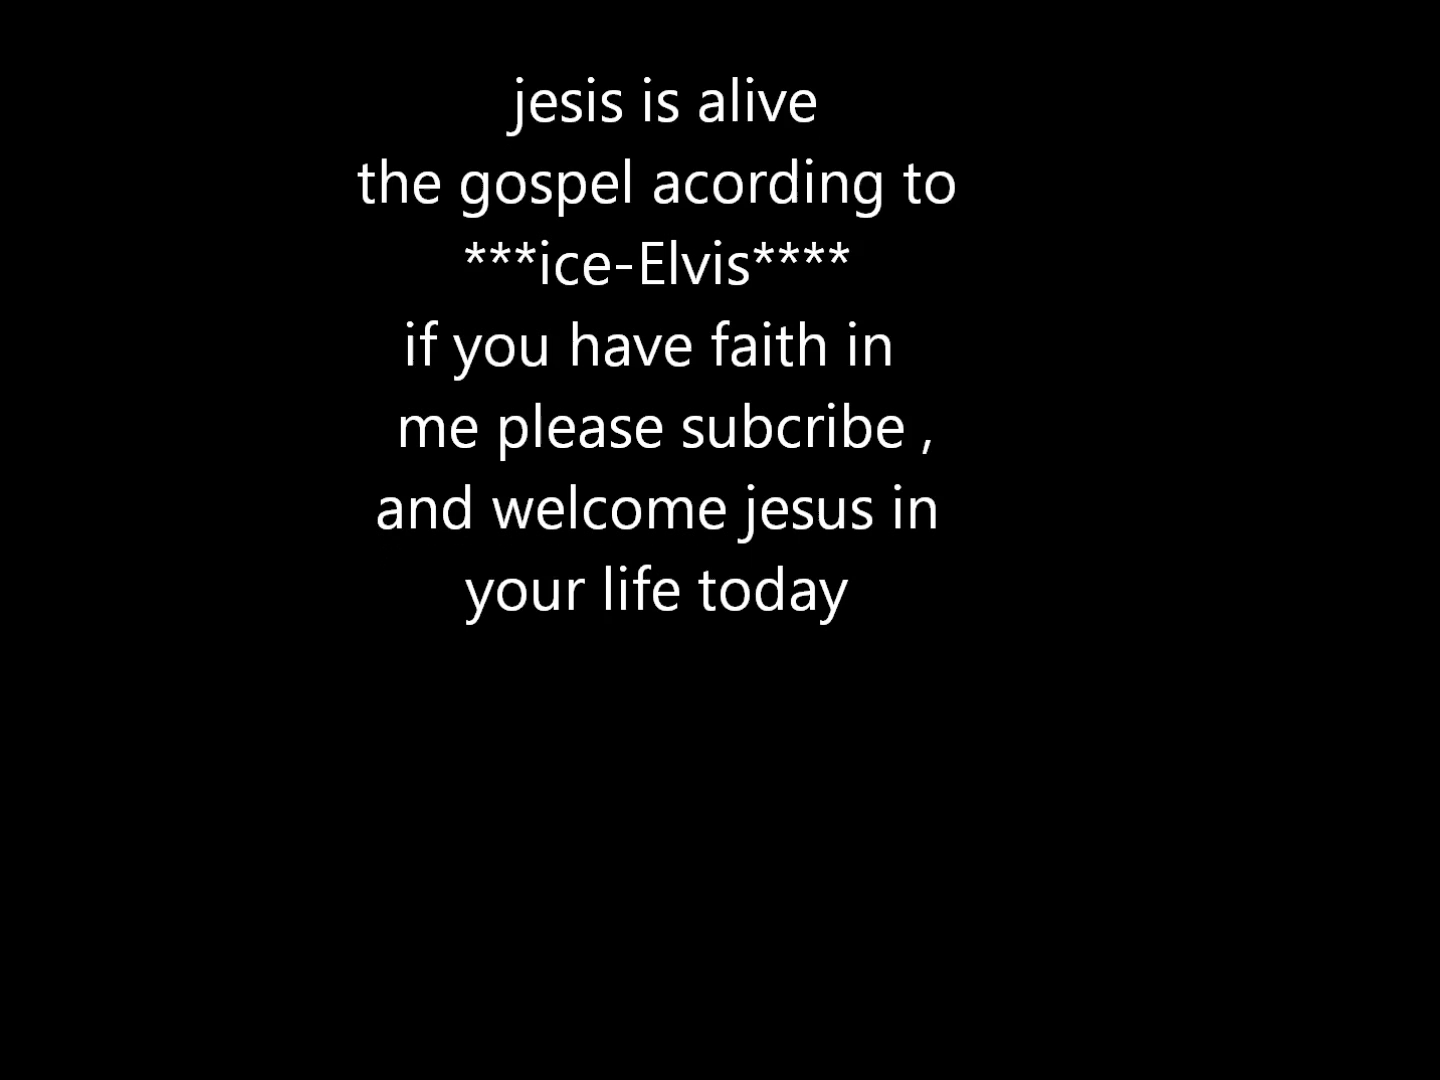 jesis is alive
the gospel acording to
***ice-Elvis****
if you have faith in
me please subcribe ,
and welcome jesus in
your life today